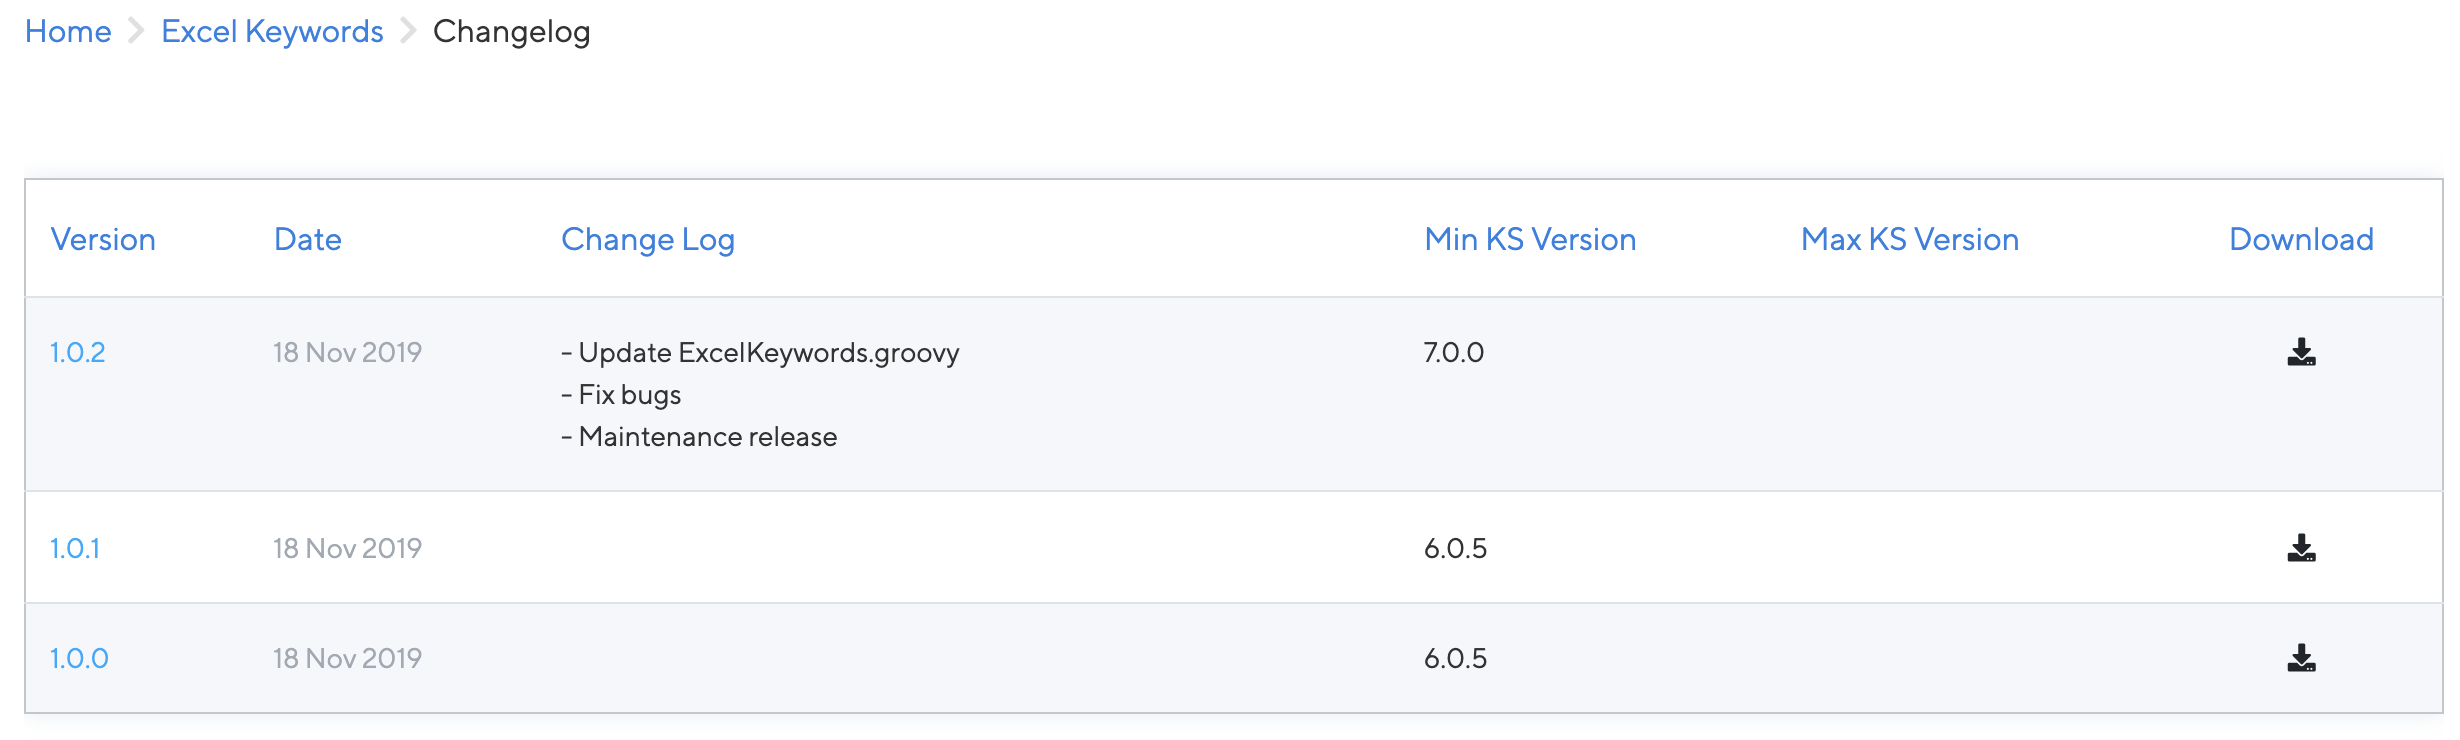 Home > Excel Keywords > Changelog
Version Date Change Log Min KS Version Max KS Version Download
1.0.2 18 Nov 2019 - Update ExcelKeywords.groovy 7.0.0
- Fix bugs
- Maintenance release
1.0.1 18 Nov 2019 6.0.5
1.0.0 18 Nov 2019 6.0.5